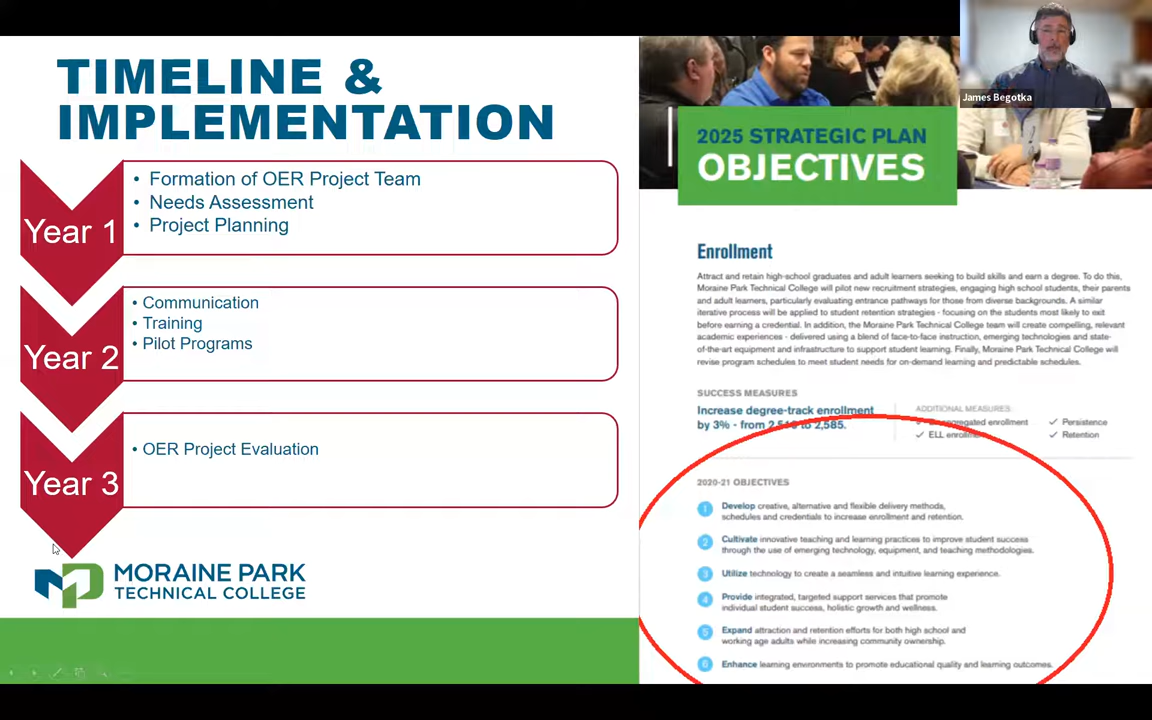 TIMELINE &
IMPLEMENTATION
Year 1
• Formation of OER Project Team
• Needs Assessment
• Project Planning
Year 2
• Communication
• Training
• Pilot Programs
Year 3
• OER Project Evaluation
MORAINE PARK
TECHNICAL COLLEGE
James Begotka
2025 STRATEGIC PLAN
OBJECTIVES
Enrollment
Attract and retain high-school graduates and adult learners seeking to build skills and earn a degree. To do this,
Moraine Park Technical College will pilot new recruitment strategies, engaging high school students, their parents
and adult learners, particularly evaluating entrance pathways for those from diverse backgrounds. A similar
iterative process will be applied to student retention strategies - focusing on the students most likely to exit
before earning a credential. In addition, the Moraine Park Technical College team will create compelling, relevant
academic experiences - delivered using a blend of face-to-face instruction, emerging technologies and state-
of-the-art equipment and infrastructure to support student learning. Finally, Moraine Park Technical College will
revise program schedules to meet student needs for on-demand learning and predictable schedules.
SUCCESS MEASURES
Increase degree-track enrollment
by 3% - from to 2,585.
ADDITIONAL MEASURES:
enrollment
✓ ELL
✓ Persistence
✓ Retention
2020-21 OBJECTIVES
1 Develop creative, alternative and flexible delivery methods,
schedules and credentials to increase enrollment and retention.
2 Cultivate innovative teaching and learning practices to improve student success
through the use of emerging technology, equipment, and teaching methodologies.
3 Utilize technology to create a seamless and intuitive learning experience.
4 Provide integrated, targeted support services that promote
individual student success, holistic growth and wellness.
5 Expand attraction and retention efforts for both high school and
working age adults while increasing community ownership.
6 Enhance learning environments to promote educational quality and learning outcomes.